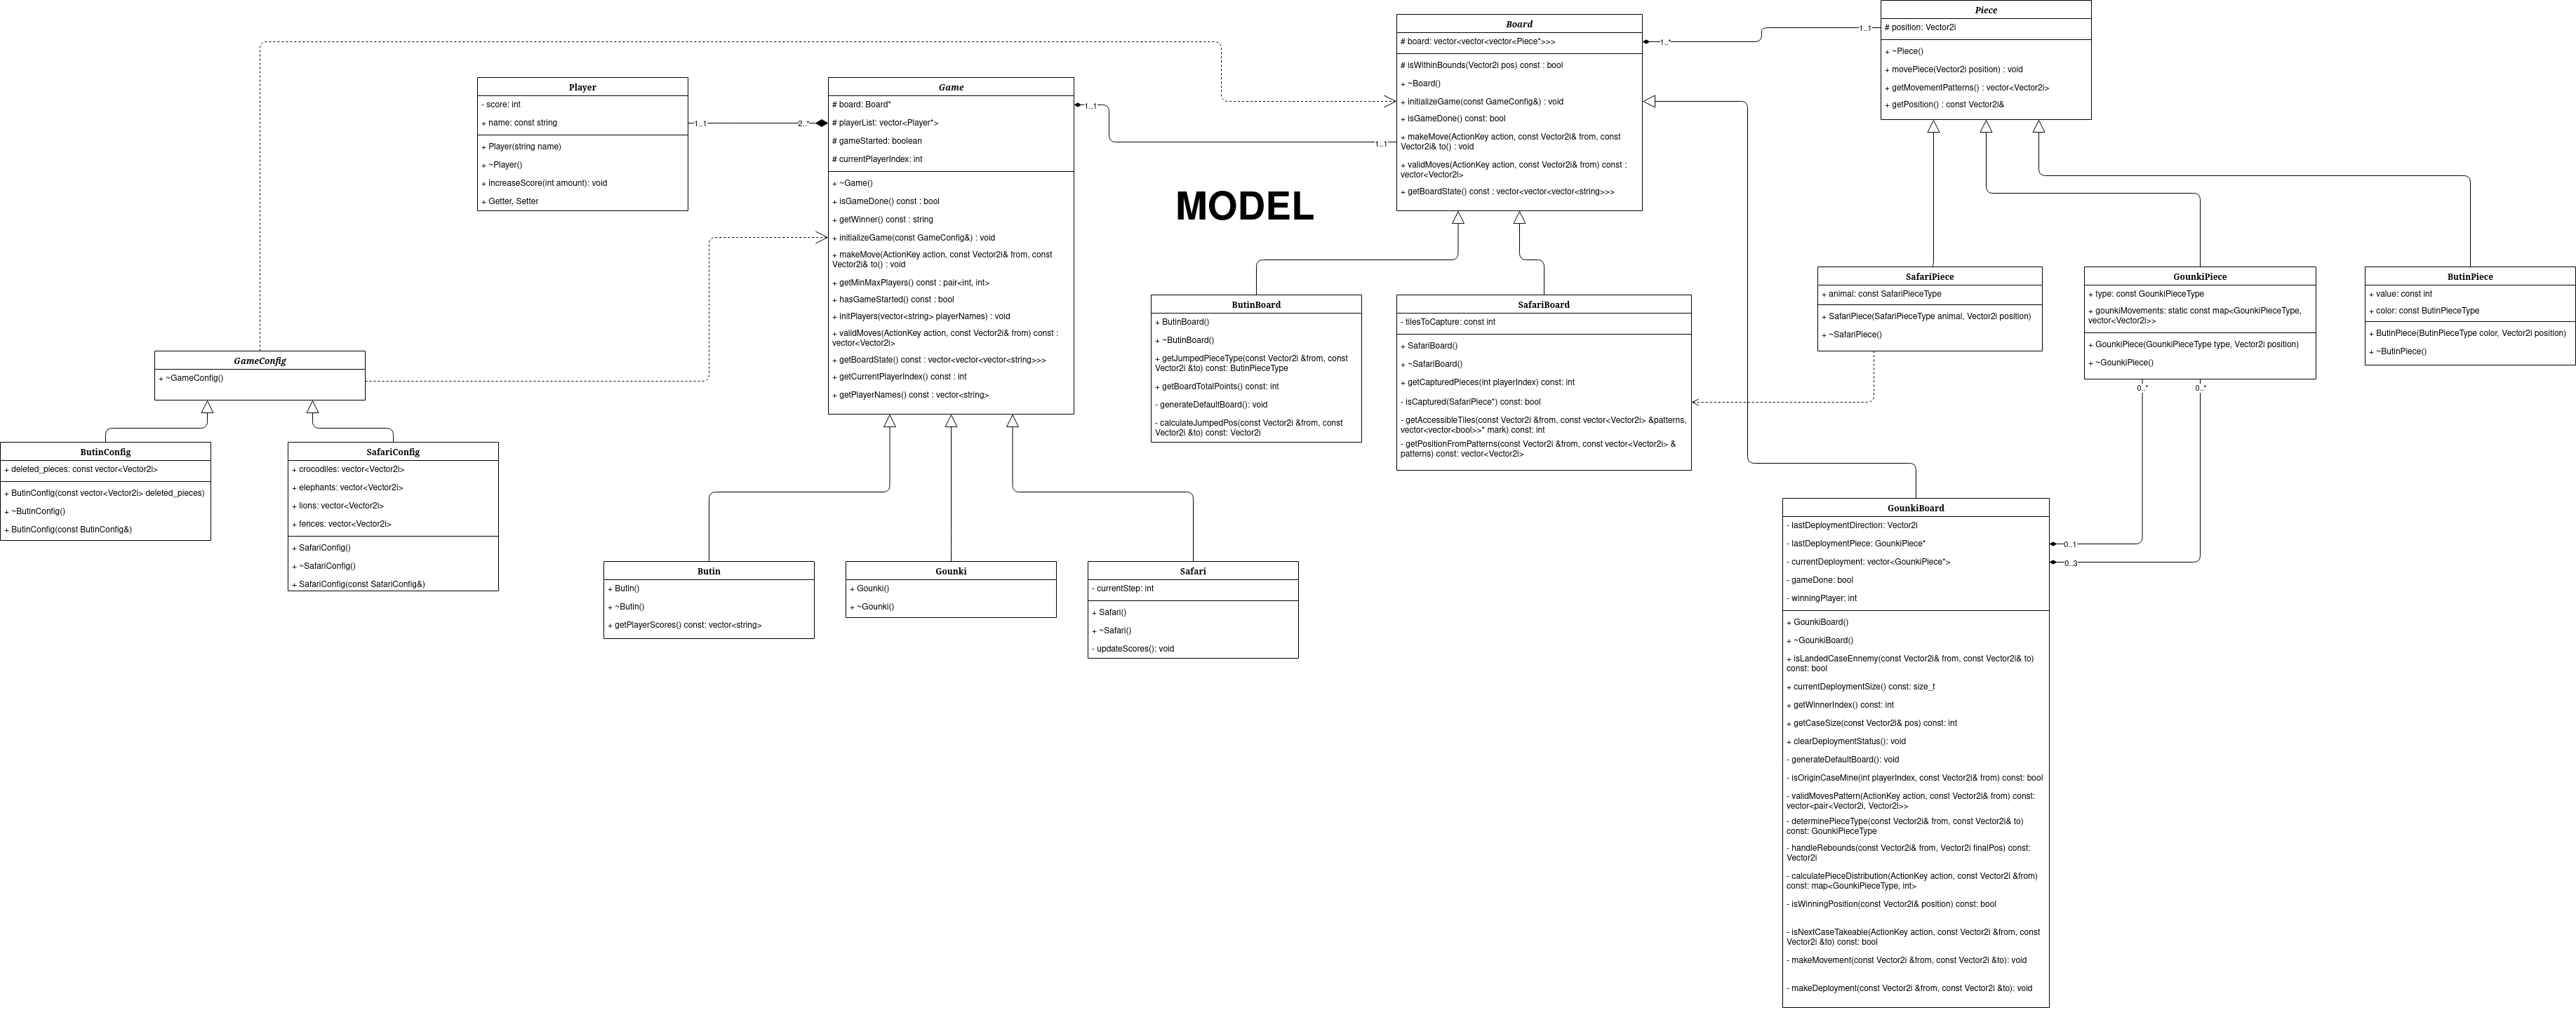 Player
- score: int
+ name: const string
+ Player(string name)
+ ~Player()
+ increaseScore(int amount): void
+ Getter, Setter
1..1
2..*
Game
# board: Board*
# playerList: vector<Player*>
# gameStarted: boolean
# currentPlayerIndex: int
+ ~Game()
+ isGameDone() const : bool
+ getWinner() const : string
+ initializeGame(const GameConfig&) : void
+ makeMove(ActionKey action, const Vector2i& from, const
Vector2i& to() : void
+ getMinMaxPlayers() const : pair<int, int>
+ hasGameStarted() const : bool
+ initPlayers(vector<string> playerNames) : void
+ validMoves(ActionKey action, const Vector2i& from) const :
vector<Vector2i>
+ getBoardState() const : vector<vector<vector<string>>>
+ getCurrentPlayerIndex() const : int
+ getPlayerNames() const : vector<string>
1..1
1..1
MODEL
Board
# board: vector<vector<vector<Piece*>>>
# isWithinBounds(Vector2i pos) const : bool
+ ~Board()
+ initializeGame(const GameConfig&) : void
+ isGameDone() const: bool
+ makeMove(ActionKey action, const Vector2i& from, const
Vector2i& to() : void
+ validMoves(ActionKey action, const Vector2i& from) const :
vector<Vector2i>
+ getBoardState() const : vector<vector<vector<string>>>
1..*
1..1
Piece
# position: Vector2i
+ ~Piece()
+ movePiece(Vector2i position) : void
+ getMovementPatterns() : vector<Vector2i>
+ getPosition() : const Vector2i&
GameConfig
+ ~GameConfig()
ButinConfig
+ deleted_pieces: const vector<Vector2i>
+ ButinConfig(const vector<Vector2i> deleted_pieces)
+ ~ButinConfig()
+ ButinConfig(const ButinConfig&)
SafariConfig
+ crocodiles: vector<Vector2i>
+ elephants: vector<Vector2i>
+ lions: vector<Vector2i>
+ fences: vector<Vector2i>
+ SafariConfig()
+ ~SafariConfig()
+ SafariConfig(const SafariConfig&)
Butin
+ Butin()
+ ~Butin()
+ getPlayerScores() const: vector<string>
Gounki
+ Gounki()
+ ~Gounki()
Safari
- currentStep: int
+ Safari()
+ ~Safari()
- updateScores(): void
ButinBoard
+ ButinBoard()
+ ~ButinBoard()
+ getJumpedPieceType(const Vector2i &from, const
Vector2i &to) const: ButinPieceType
+ getBoardTotalPoints() const: int
- generateDefaultBoard(): void
- calculateJumpedPos(const Vector2i &from, const
Vector2i &to) const: Vector2i
SafariBoard
- tilesToCapture: const int
+ SafariBoard()
+ ~SafariBoard()
+ getCapturedPieces(int playerIndex) const: int
- isCaptured(SafariPiece*) const: bool
- getAccessibleTiles(const Vector2i &from, const vector<Vector2i> &patterns,
vector<vector<bool>>* mark) const: int
- getPositionFromPatterns(const Vector2i &from, const vector<Vector2i> &
patterns) const: vector<Vector2i>
SafariPiece
+ animal: const SafariPieceType
+ SafariPiece(SafariPieceType animal, Vector2i position)
+ ~SafariPiece()
GounkiPiece
+ type: const GounkiPieceType
+ gounkiMovements: static const map<GounkiPieceType,
vector<Vector2i>>
+ GounkiPiece(GounkiPieceType type, Vector2i position)
+ ~GounkiPiece()
0..*
0..*
ButinPiece
+ value: const int
+ color: const ButinPieceType
+ ButinPiece(ButinPieceType color, Vector2i position)
+ ~ButinPiece()
GounkiBoard
- lastDeploymentDirection: Vector2i
- lastDeploymentPiece: GounkiPiece*
- currentDeployment: vector<GounkiPiece*>
- gameDone: bool
- winningPlayer: int
+ GounkiBoard()
+ ~GounkiBoard()
+ isLandedCaseEnnemy(const Vector2i& from, const Vector2i& to)
const: bool
+ currentDeploymentSize() const: size_t
+ getWinnerIndex() const: int
+ getCaseSize(const Vector2i& pos) const: int
+ clearDeploymentStatus(): void
- generateDefaultBoard(): void
- isOriginCaseMine(int playerIndex, const Vector2i& from) const: bool
- validMovesPattern(ActionKey action, const Vector2i& from) const:
vector<pair<Vector2i, Vector2i>>
- determinePieceType(const Vector2i& from, const Vector2i& to)
const: GounkiPieceType
- handleRebounds(const Vector2i& from, Vector2i finalPos) const:
Vector2i
- calculatePieceDistribution(ActionKey action, const Vector2i &from)
const: map<GounkiPieceType, int>
- isWinningPosition(const Vector2i& position) const: bool
- isNextCaseTakeable(ActionKey action, const Vector2i &from, const
Vector2i &to) const: bool
- makeMovement(const Vector2i &from, const Vector2i &to): void
- makeDeployment(const Vector2i &from, const Vector2i &to): void
0..1
0..3